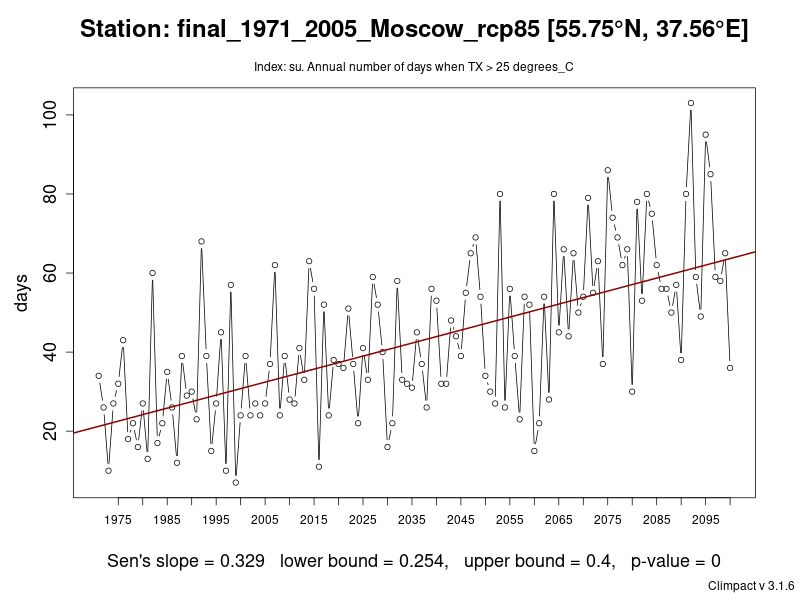 Station: final_1971_2005_Moscow_rcp85 [55.75°N, 37.56°E]
Index: su. Annual number of days when TX > 25 degrees_C
100
80
60
40
20
days
1975 1985 1995 2005 2015 2025 2035 2045 2055 2065 2075 2085 2095
Sen's slope = 0.329 lower bound = 0.254, upper bound = 0.4, p-value = 0
Climpact v 3.1.6